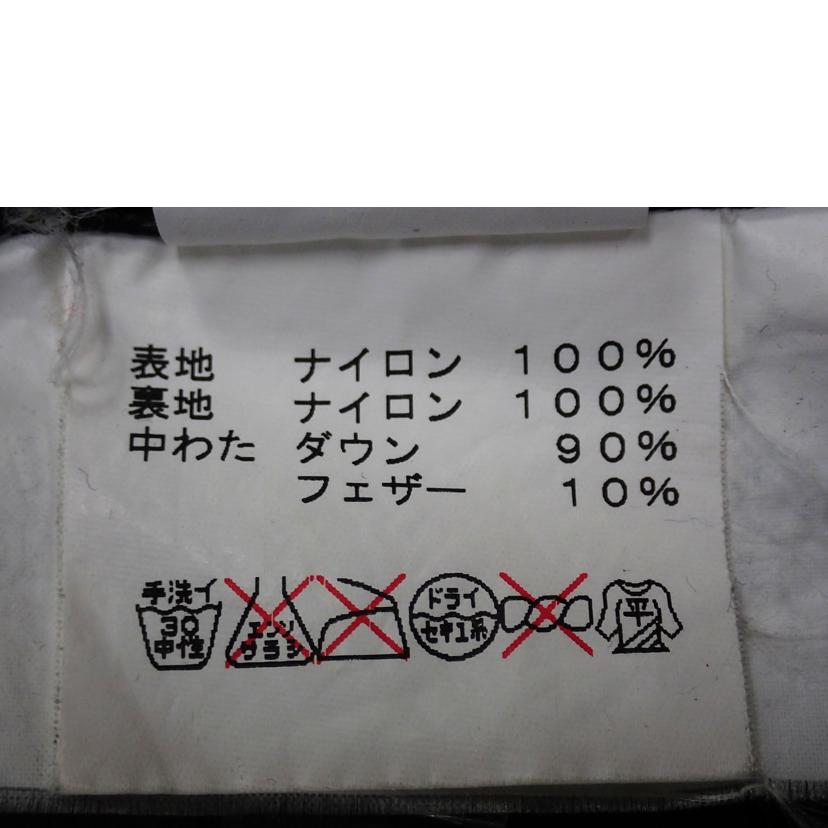 表地 ナイロン 100%
裏地 ナイロン 100%
中わた ダウン 90%
フェザー 10%
手洗イ
30
中性
エンソ
サラシ
ドライ
セキユ系
平